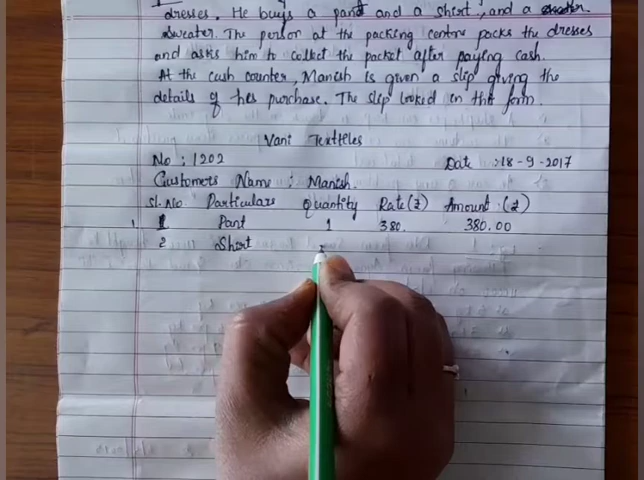 dresses. He buys a pant and a shirt, and a
sweater. The person at the packing centre packs the dresses
and asks him to collect the packet after paying cash.
At the cash counter, Manish is given a slip giving the
details of his purchase. The slip looked in this form.
Vani Textiles
No : 1202 Date :18-9-2017
Customers Name : Manish.
Sl.No Particulars Quantity Rate(₹) Amount (₹)
1 Pant 1 380. 380.00
2 Shirt